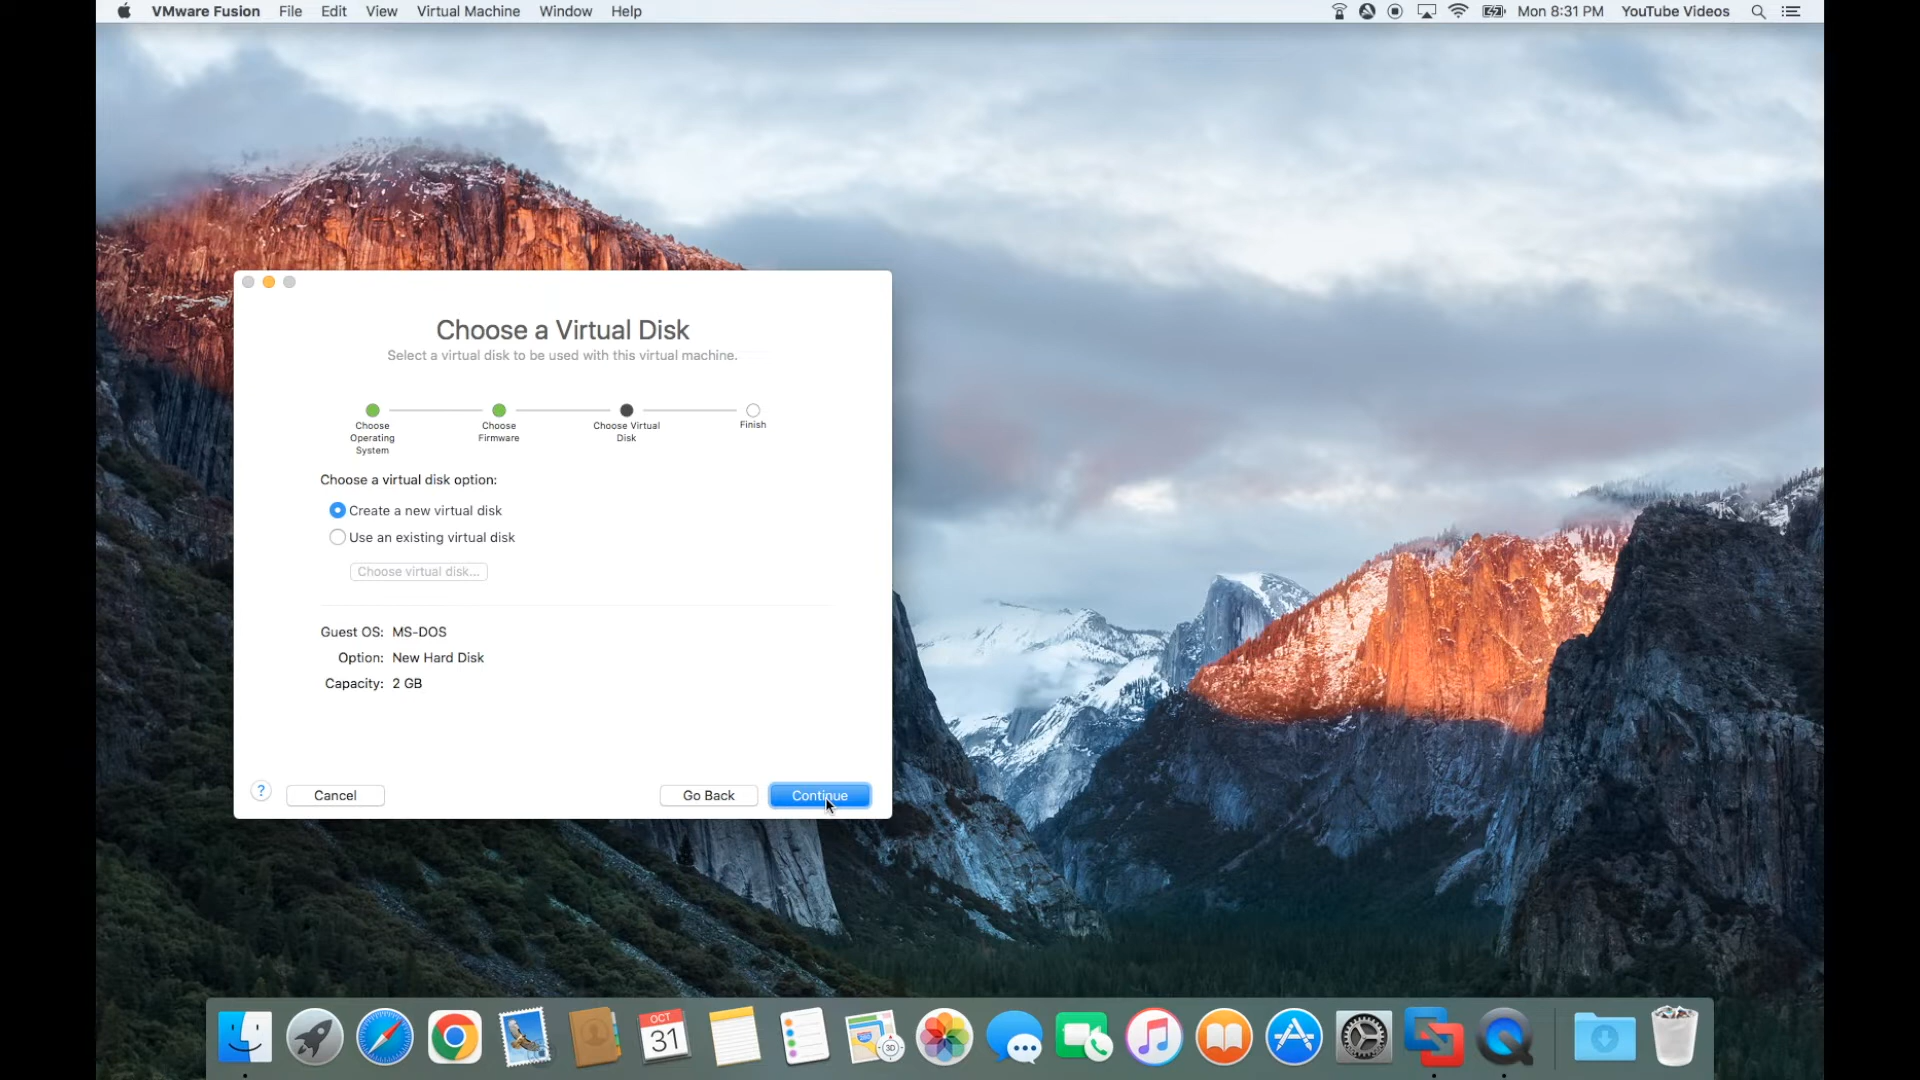 VMware Fusion File Edit View Virtual Machine Window Help Mon 8:31 PM YouTube Videos
Choose a Virtual Disk
Select a virtual disk to be used with this virtual machine.
Choose
Operating
System
Choose
Firmware
Choose Virtual
Disk
Finish
Choose a virtual disk option:
Create a new virtual disk
Use an existing virtual disk
Choose virtual disk...
Guest OS: MS-DOS
Option: New Hard Disk
Capacity: 2 GB
? Cancel Go Back Continue
OCT
31
3D